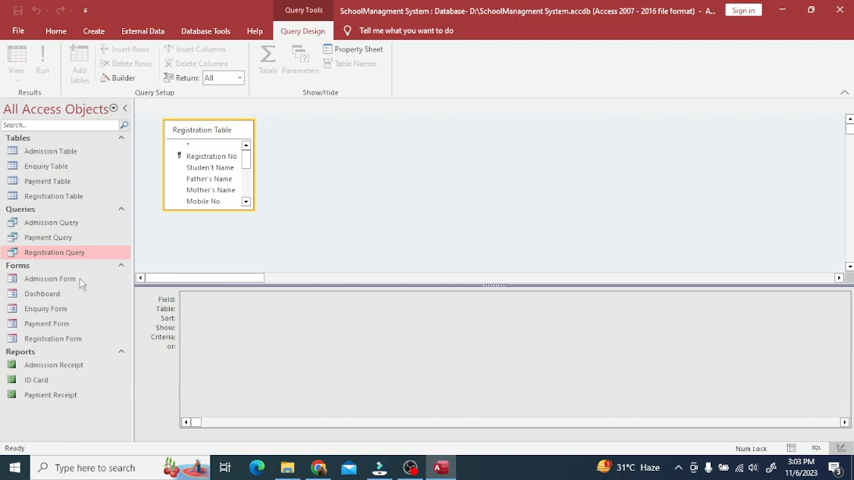 Query Tools
SchoolManagment System : Database- D:\SchoolManagment System.accdb (Access 2007 - 2016 file format) - A...
Sign in
File
Home
Create
External Data
Database Tools
Help
Query Design
Tell me what you want to do
View
Run
Add Tables
Insert Rows
Delete Rows
Builder
Insert Columns
Delete Columns
Return: All
Totals
Parameters
Property Sheet
Table Names
Results
Query Setup
Show/Hide
All Access Objects
Search...
Tables
Admission Table
Enquiry Table
Payment Table
Registration Table
Queries
Admission Query
Payment Query
Registration Query
Forms
Admission Form
Dashboard
Enquiry Form
Payment Form
Registration Form
Reports
Admission Receipt
ID Card
Payment Receipt
Registration Table
*
Registration No
Studen't Name
Father's Name
Mother's Name
Mobile No
Field:
Table:
Sort:
Show:
Criteria:
or:
Ready
Num Lock
SQL
Type here to search
31°C Haze
3:03 PM
11/6/2023
3